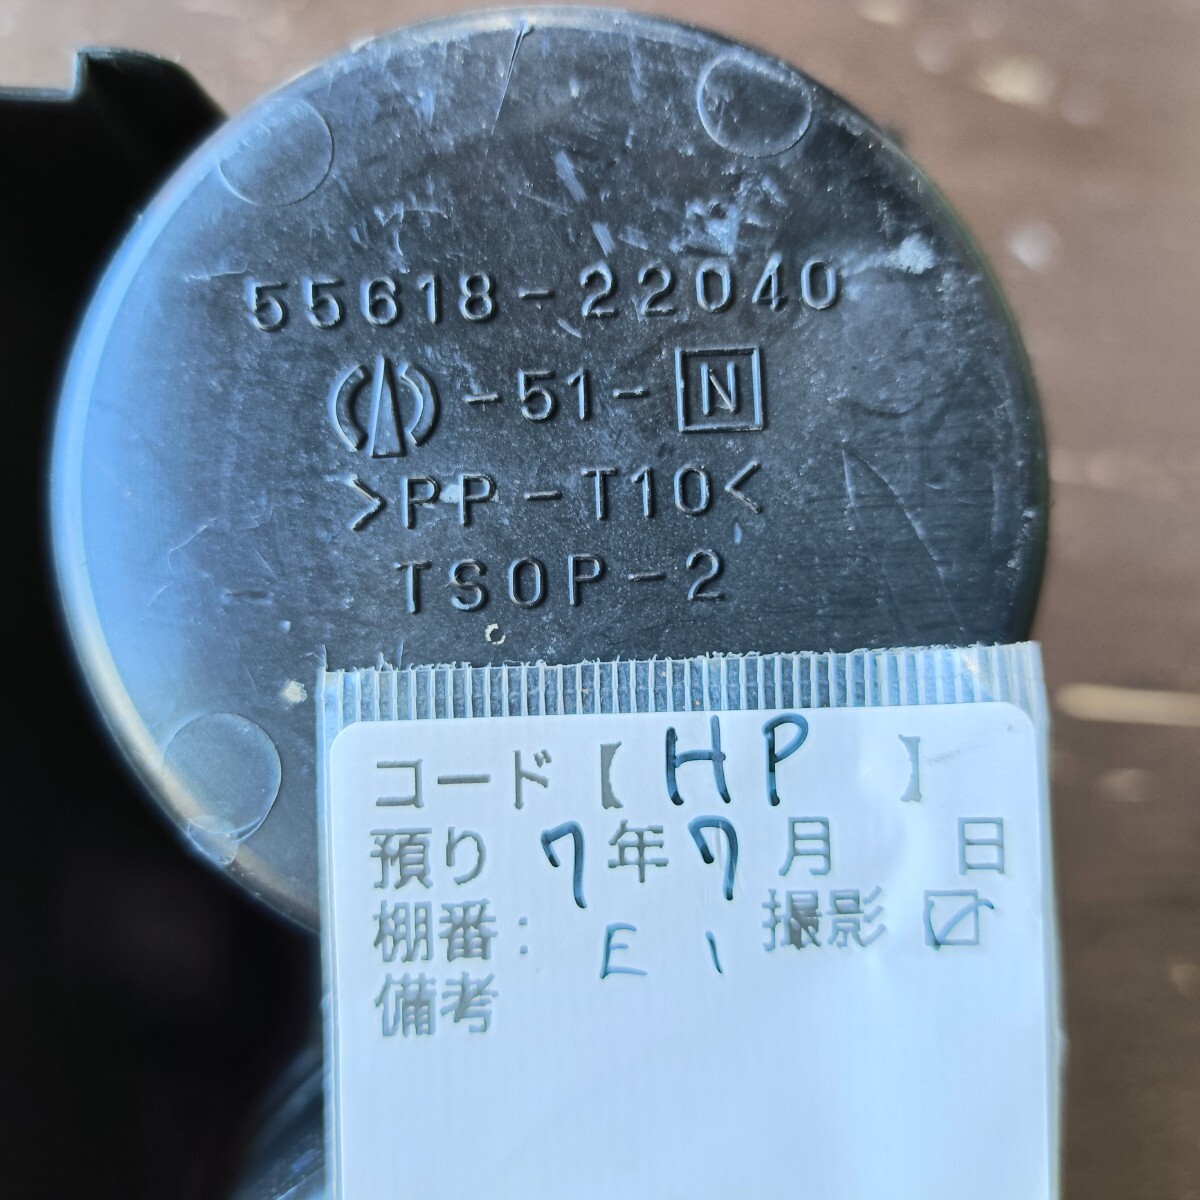 55618-22040
-51- N
>PP-T10<
TSOP-2
コード【 HP 】
預り 7年7月 日
棚番: E1 撮影 ☑
備考